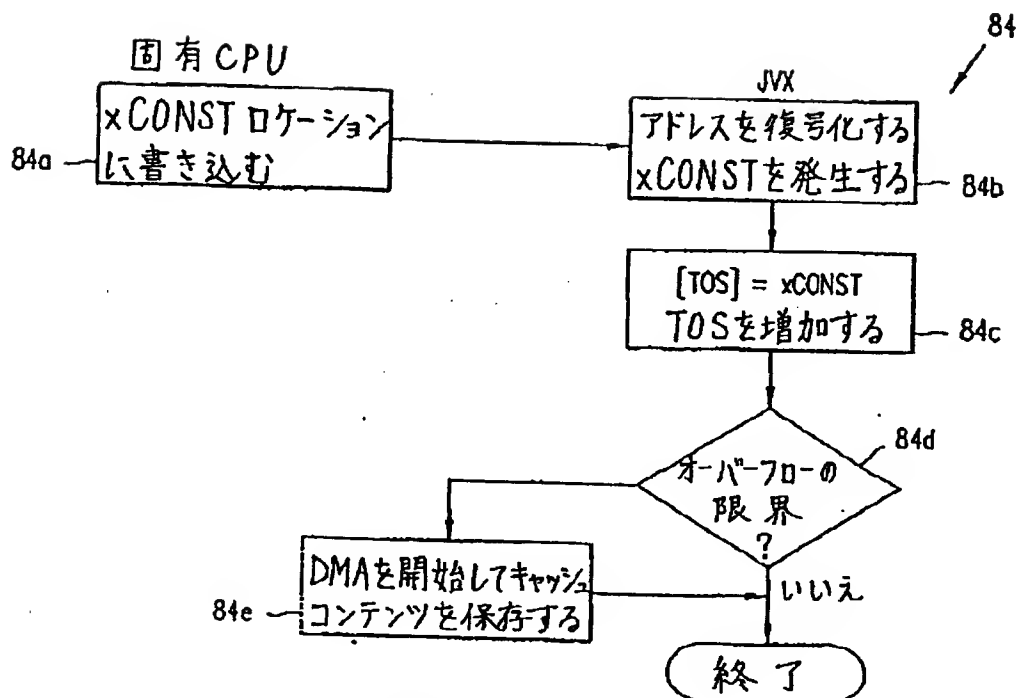 84
固有CPU
xCONSTロケーション
に書き込む
84a
JVX
アドレスを復号化する
xCONSTを発生する
84b
[TOS] = xCONST
TOSを増加する
84c
84d
オーバーフローの
限界
?
DMAを開始してキャッシュ
コンテンツを保存する
84e
いいえ
終了